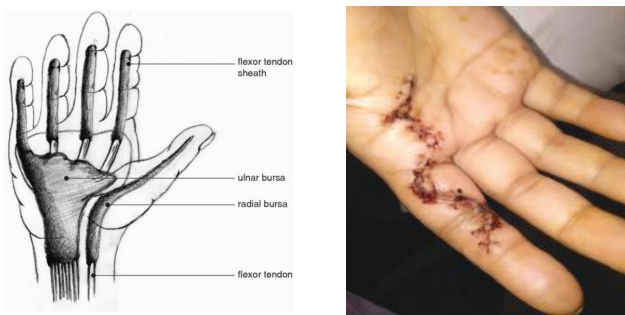 flexor tendon
sheath
ulnar bursa
radial bursa
flexor tendon